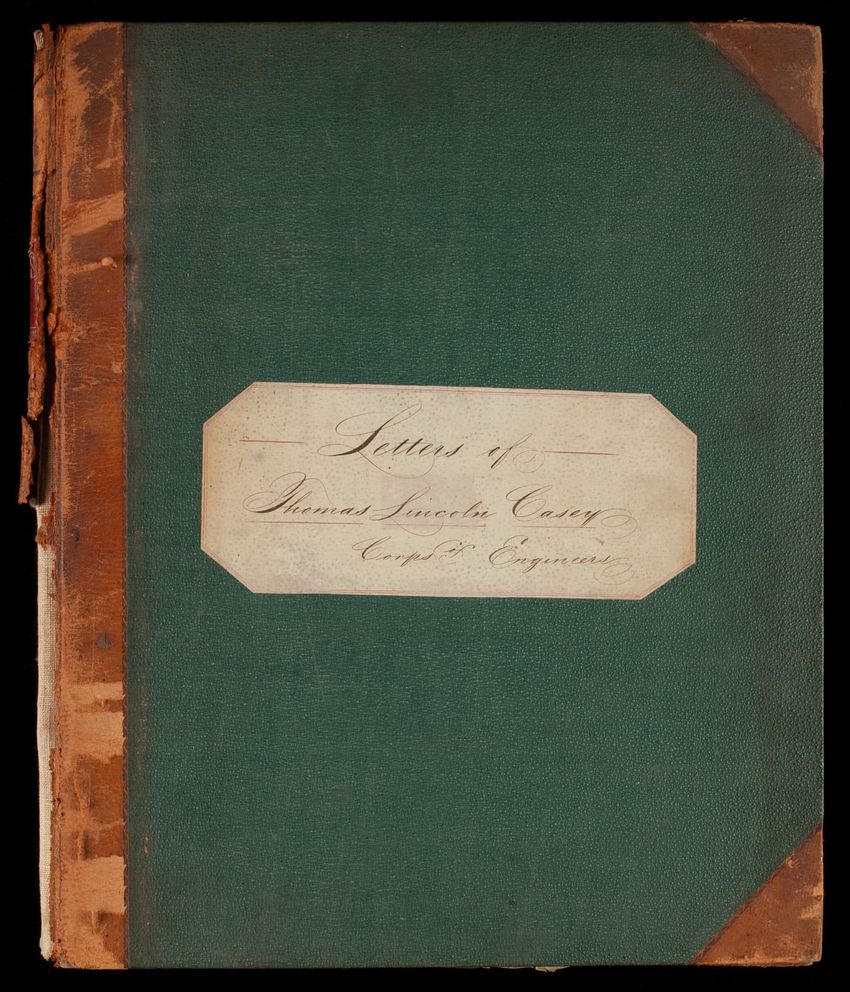 Letters of
Thomas Lincoln Casey
Corps of Engineers